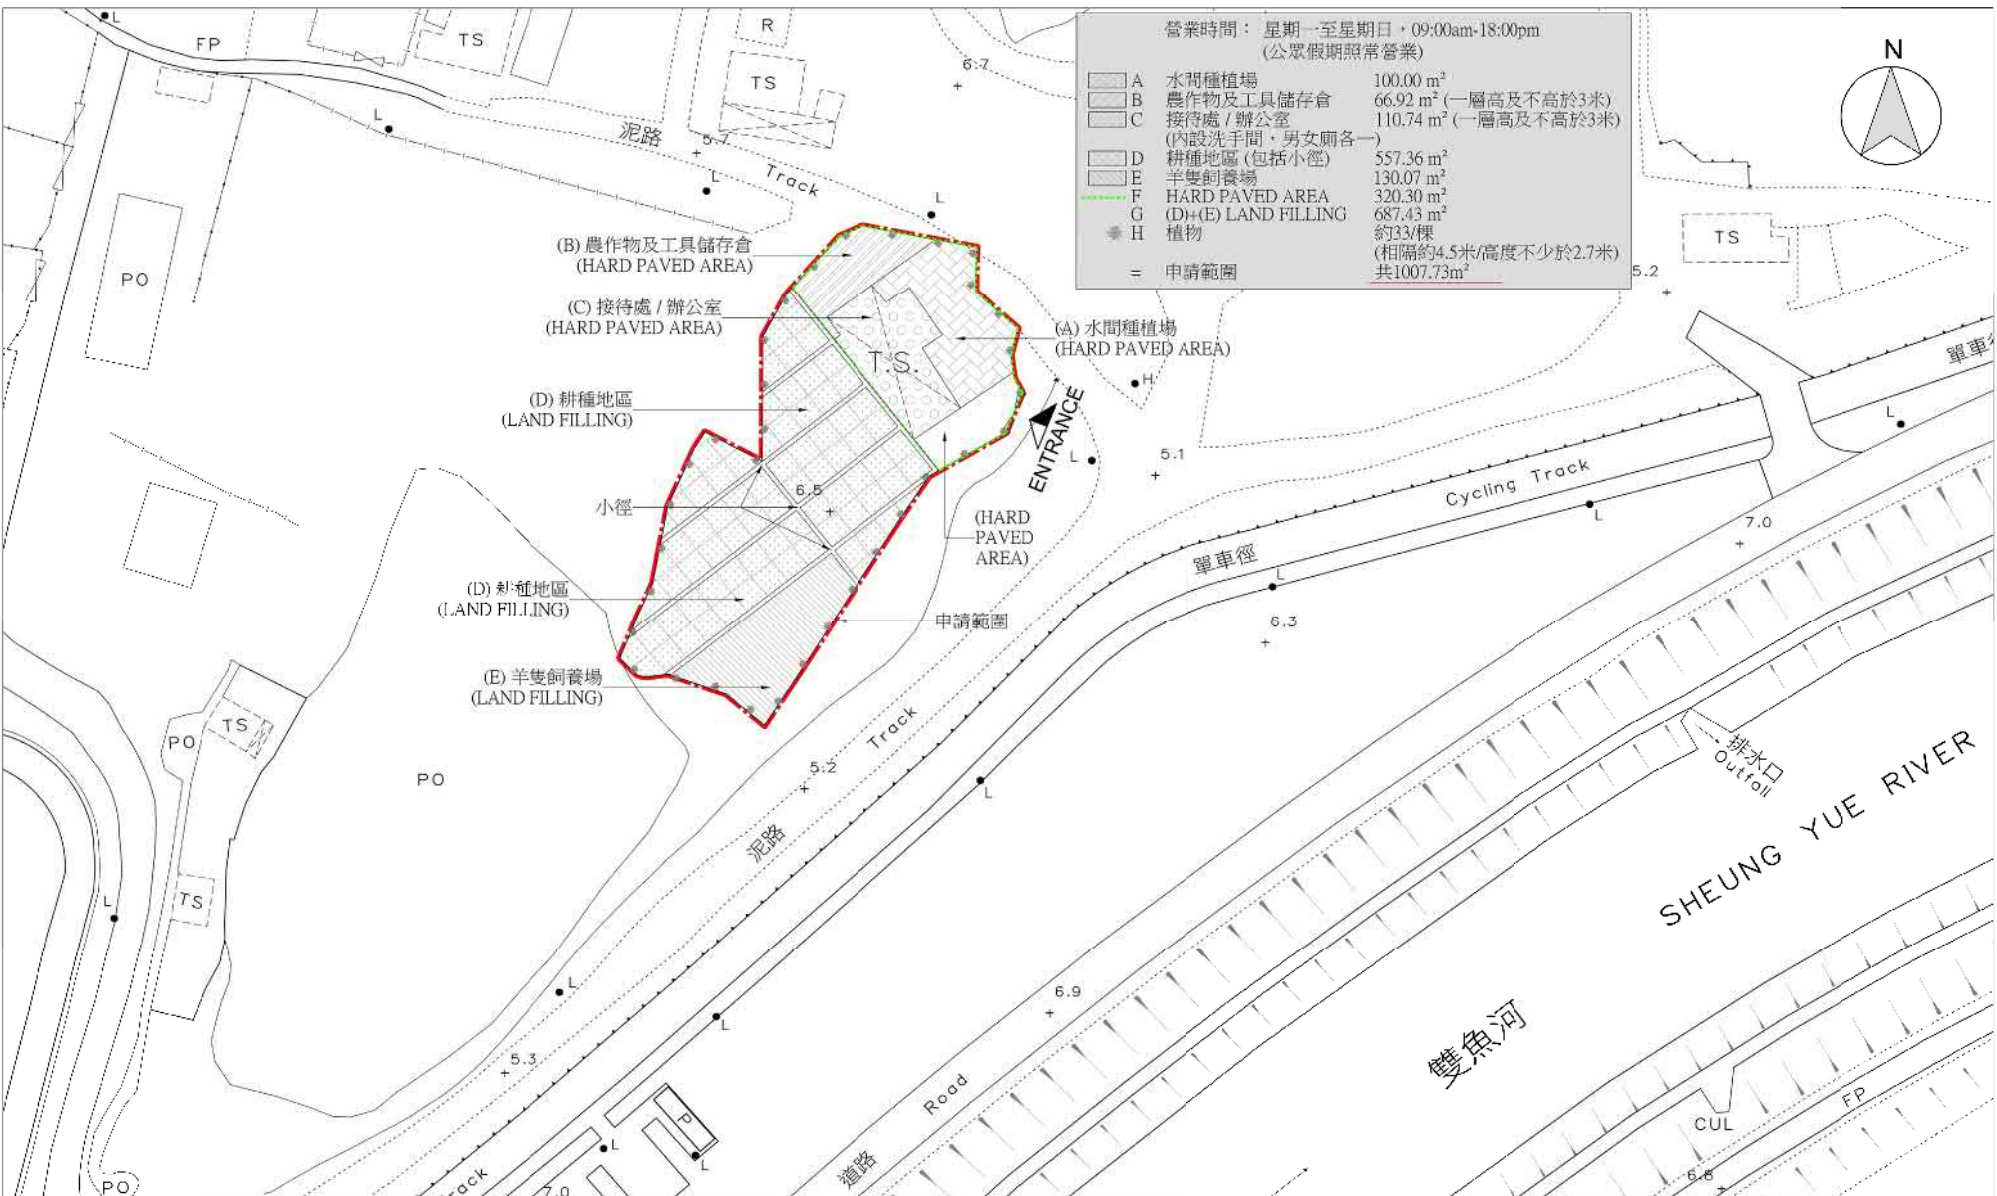 營業時間： 星期一至星期日，09:00am-18:00pm
(公眾假期照常營業)
A 水問種植場 100.00 m²
B 農作物及工具儲存倉 66.92 m² (一層高及不高於3米)
C 接待處 / 辦公室 110.74 m² (一層高及不高於3米)
(內設洗手間，男女廁各一)
D 耕種地區 (包括小徑) 557.36 m²
E 羊隻飼養場 130.07 m²
F HARD PAVED AREA 320.30 m²
G (D)+(E) LAND FILLING 687.43 m²
H 植物 約33/棵
(相隔約4.5米/高度不少於2.7米)
= 申請範圍 共1007.73m²
N
L
FP
TS
R
TS
6.7
L
泥路
5.7
Track
L
L
PO
TS
5.2
(B) 農作物及工具儲存倉
(HARD PAVED AREA)
(C) 接待處 / 辦公室
(HARD PAVED AREA)
(A) 水問種植場
(HARD PAVED AREA)
T.S.
H
單車
(D) 耕種地區
(LAND FILLING)
ENTRANCE
L
L
5.1
Cycling Track
L
7.0
小徑
6.5
(HARD
PAVED
AREA)
單車徑
L
6.3
(D) 耕種地區
(LAND FILLING)
申請範圍
(E) 羊隻飼養場
(LAND FILLING)
TS
PO
PO
Track
5.2
L
排水口
Outfall
SHEUNG YUE RIVER
泥路
TS
L
L
6.9
L
5.3
雙魚河
Road
道路
P
L
L
CUL
FP
6.8
PO
ack
7.0